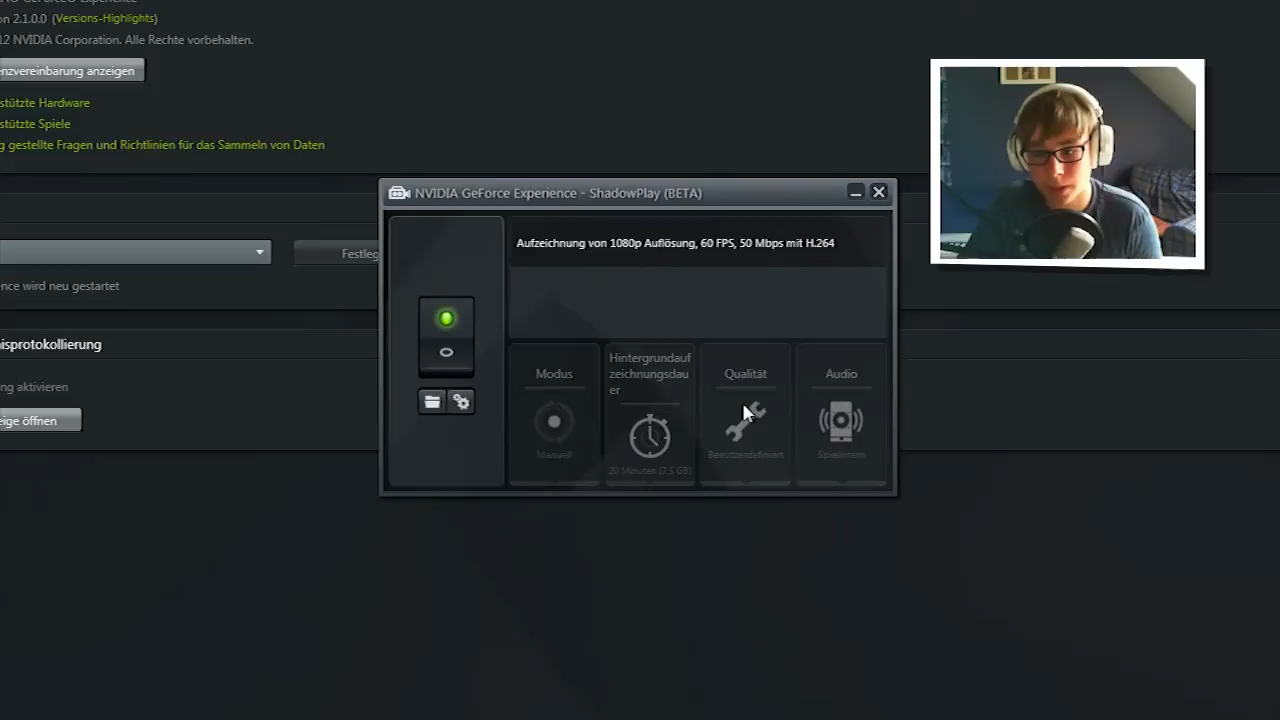 on 2.1.0.0 (Versions-Highlights)
12 NVIDIA Corporation. Alle Rechte vorbehalten.
enzvereinbarung anzeigen
stützte Hardware
stützte Spiele
g gestellte Fragen und Richtlinien für das Sammeln von Daten
NVIDIA GeForce Experience - ShadowPlay (BETA)
Aufzeichnung von 1080p Auflösung, 60 FPS, 50 Mbps mit H.264
Festleg
ence wird neu gestartet
isprotokollierung
ng aktivieren
eige öffnen
Modus
Manuell
Hintergrundauf
zeichnungsdau
er
20 Minuten (7,5 GB)
Qualität
Benutzerdefiniert
Audio
Spielintern